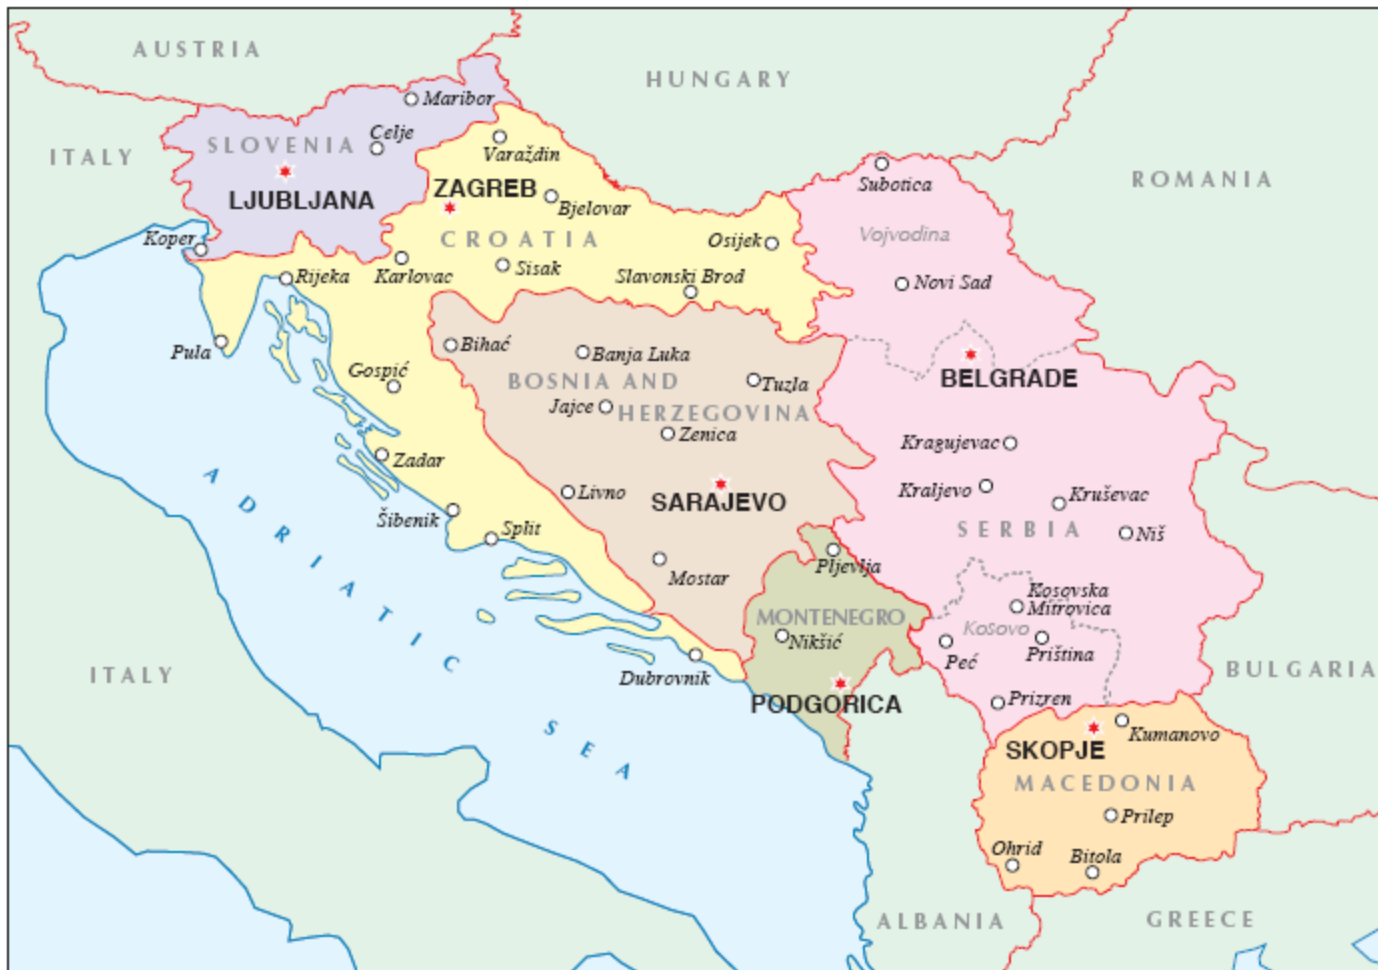 AUSTRIA
HUNGARY
Maribor
Celje
SLOVENIA
ITALY
Varaždin
LJUBLJANA
ZAGREB
Subotica
ROMANIA
Bjelovar
Koper
CROATIA
Osijek
Vojvodina
Rijeka
Karlovac
Sisak
Slavonski Brod
Novi Sad
Pula
Bihać
Banja Luka
Gospić
BOSNIA AND
HERZEGOVINA
Tuzla
BELGRADE
Jajce
Zenica
Kragujevac
Zadar
Livno
SARAJEVO
Kraljevo
Kruševac
Šibenik
Split
SERBIA
Niš
ADRIATIC
SEA
Mostar
Pljevlja
Kosovska
Mitrovica
MONTENEGRO
Kosovo
Nikšić
Peć
Priština
ITALY
Dubrovnik
BULGARIA
PODGORICA
Prizren
SKOPJE
Kumanovo
MACEDONIA
Prilep
Ohrid
Bitola
ALBANIA
GREECE